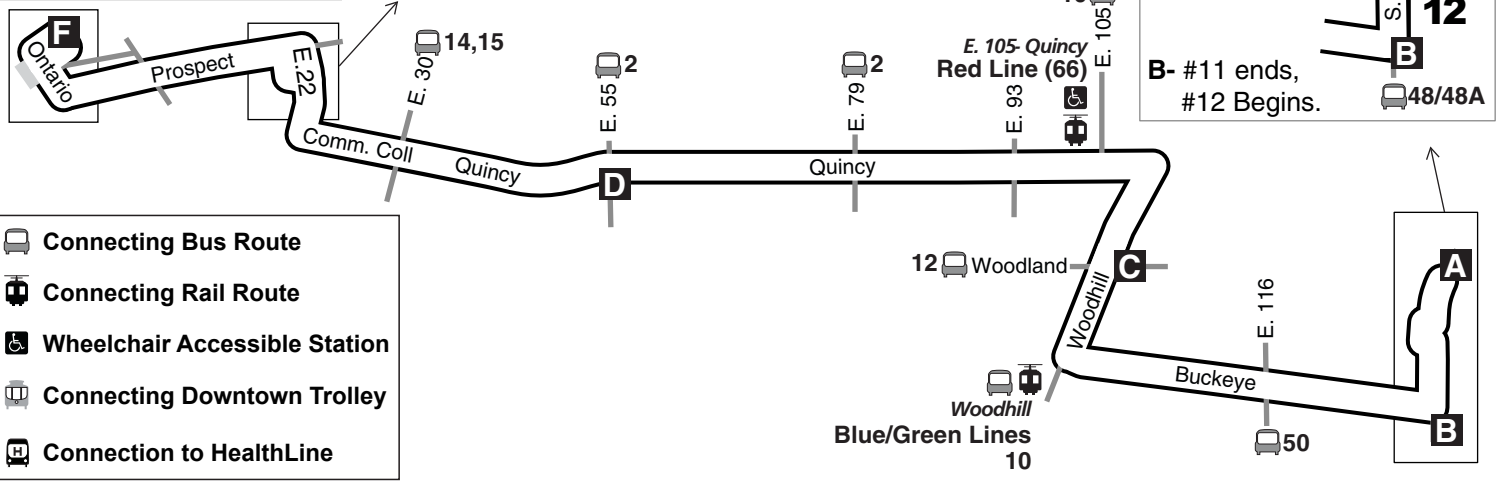 F
Ontario
Prospect
E. 22
14,15
E. 30
Comm. Coll
Quincy
2
E. 55
D
Quincy
2
E. 79
E. 93
E. 105- Quincy
Red Line (66)
E. 105
12 Woodland
C
Woodhill
Woodhill
Blue/Green Lines
10
Buckeye
E. 116
50
A
B
S.
12
B
48/48A
B- #11 ends,
#12 Begins.
Connecting Bus Route
Connecting Rail Route
Wheelchair Accessible Station
Connecting Downtown Trolley
H
Connection to HealthLine